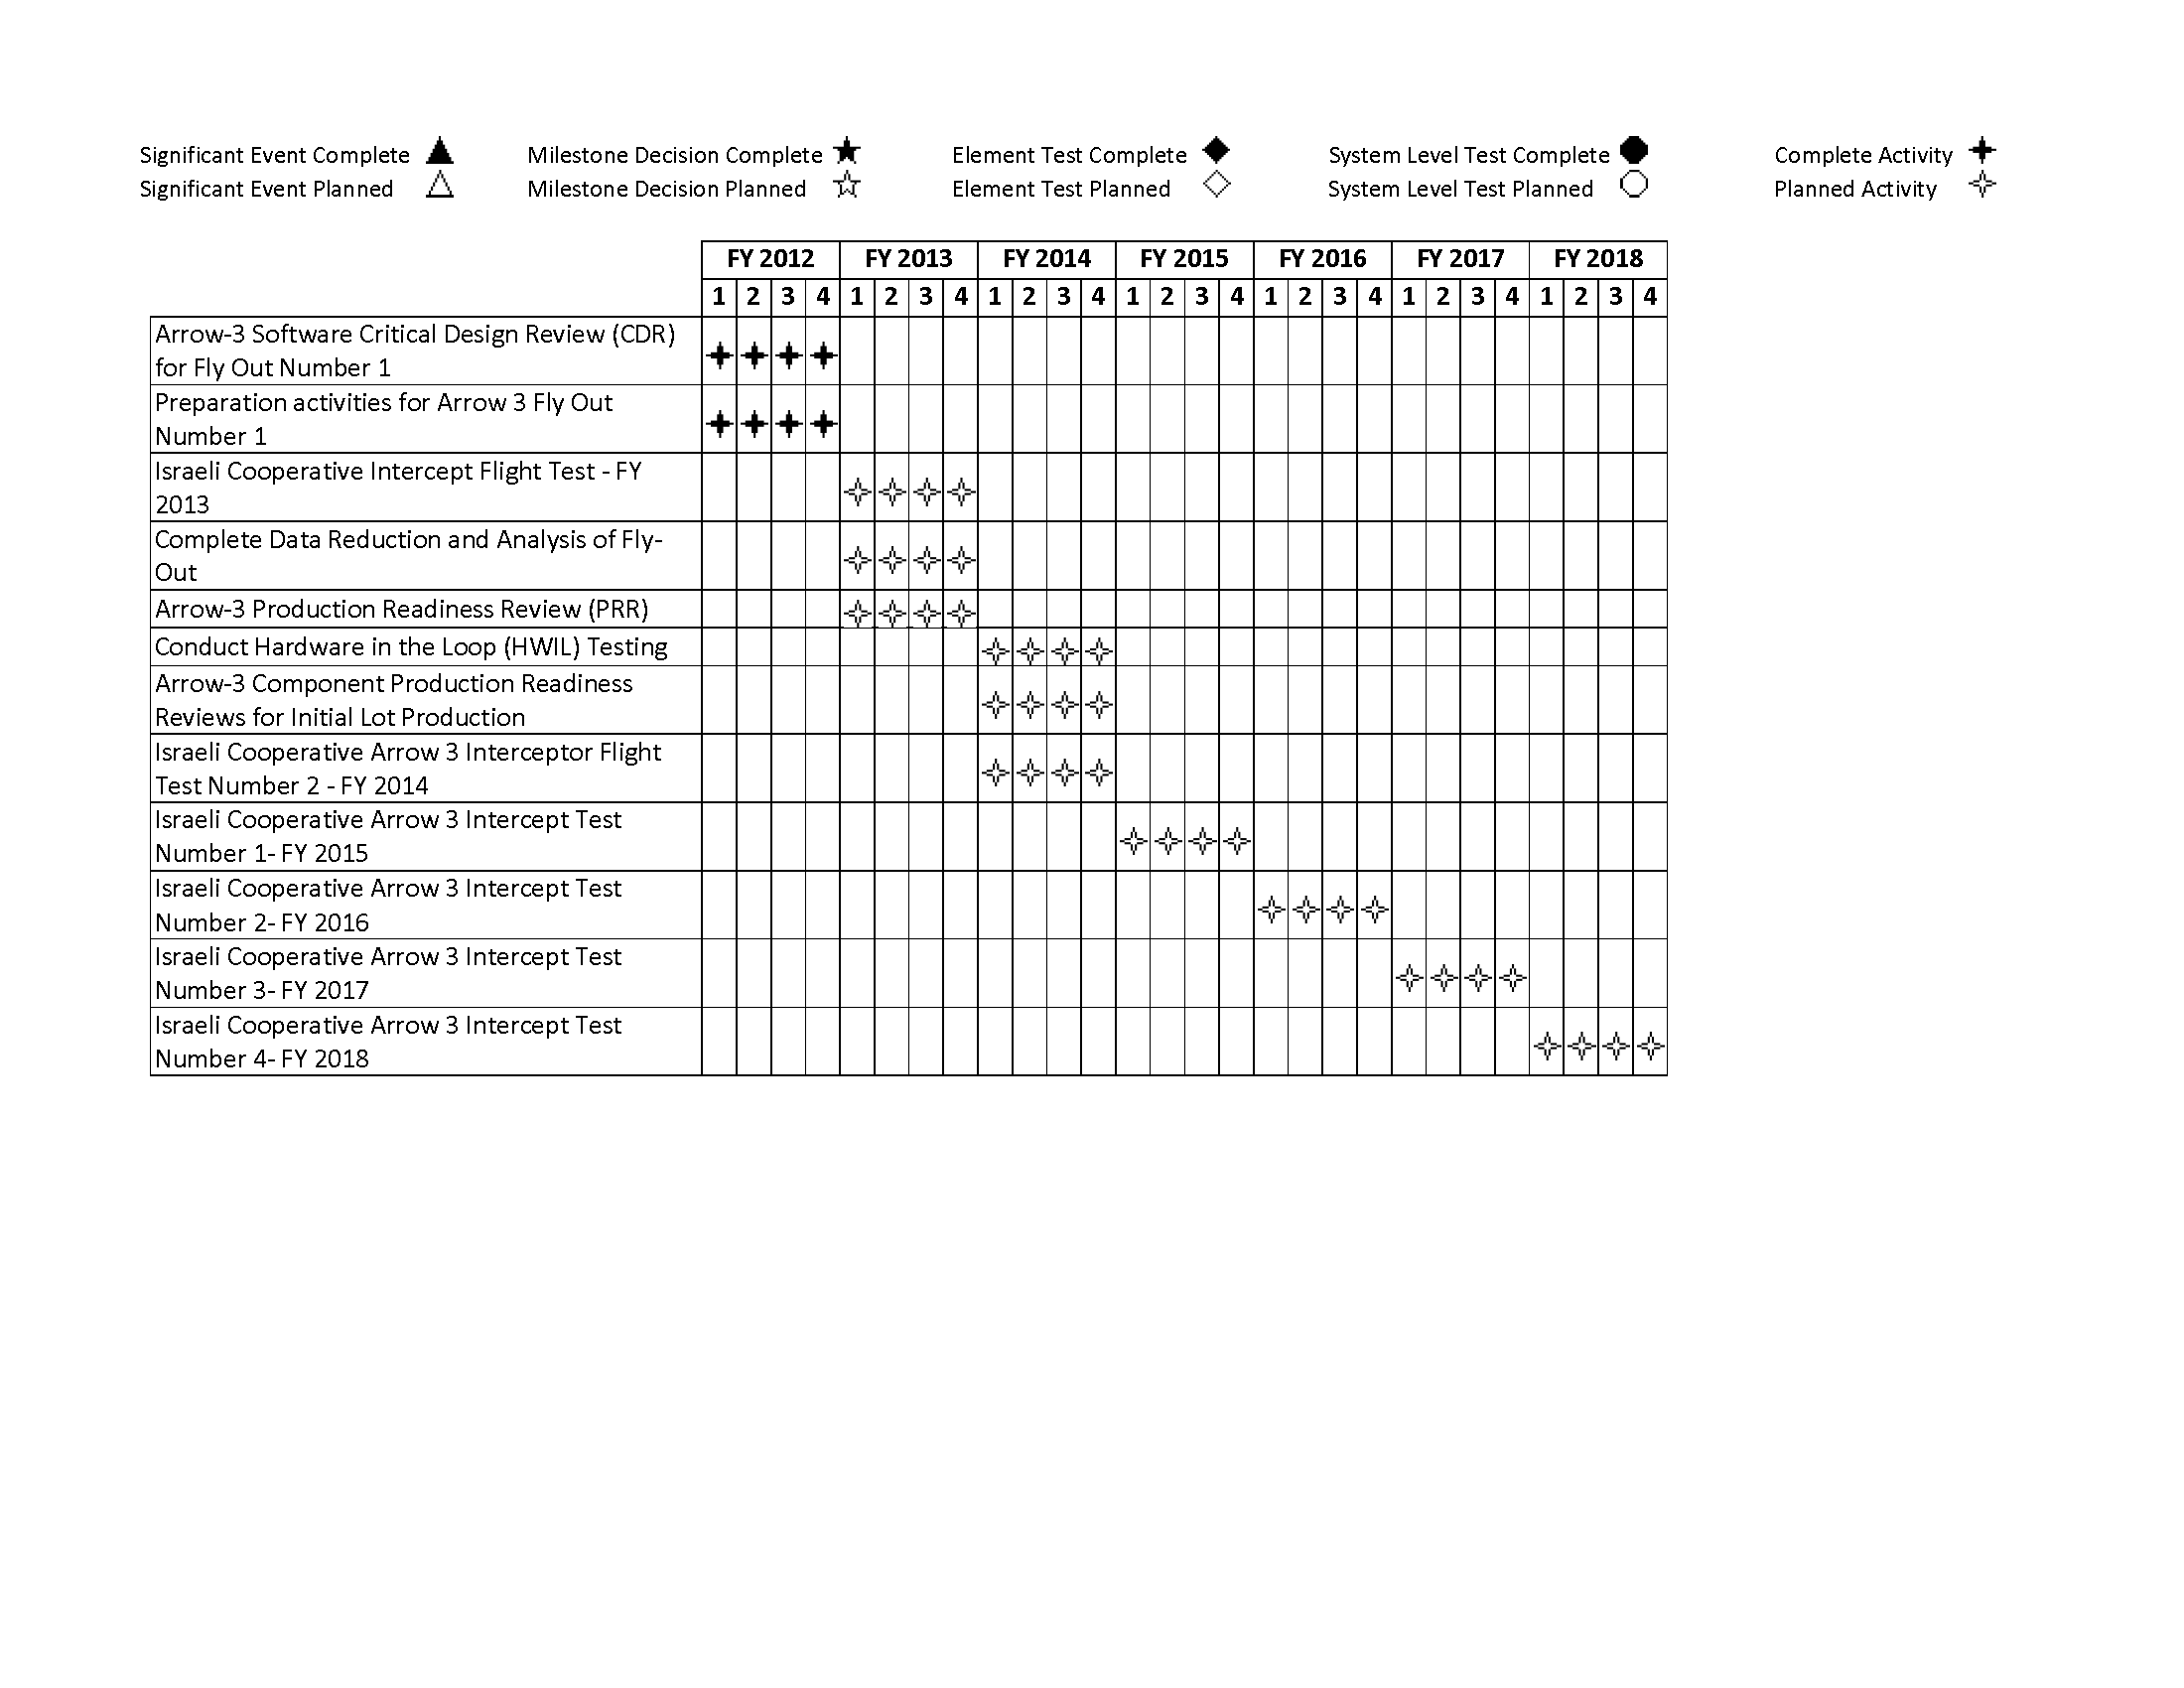 Significant Event Complete Milestone Decision Complete Element Test Complete System Level Test Complete Complete Activity
Significant Event Planned Milestone Decision Planned Element Test Planned System Level Test Planned Planned Activity
FY 2012 FY 2013 FY 2014 FY 2015 FY 2016 FY 2017 FY 2018
1 2 3 4 1 2 3 4 1 2 3 4 1 2 3 4 1 2 3 4 1 2 3 4 1 2 3 4
Arrow-3 Software Critical Design Review (CDR)
for Fly Out Number 1
Preparation activities for Arrow 3 Fly Out
Number 1
Israeli Cooperative Intercept Flight Test - FY
2013
Complete Data Reduction and Analysis of Fly-
Out
Arrow-3 Production Readiness Review (PRR)
Conduct Hardware in the Loop (HWIL) Testing
Arrow-3 Component Production Readiness
Reviews for Initial Lot Production
Israeli Cooperative Arrow 3 Interceptor Flight
Test Number 2 - FY 2014
Israeli Cooperative Arrow 3 Intercept Test
Number 1- FY 2015
Israeli Cooperative Arrow 3 Intercept Test
Number 2- FY 2016
Israeli Cooperative Arrow 3 Intercept Test
Number 3- FY 2017
Israeli Cooperative Arrow 3 Intercept Test
Number 4- FY 2018